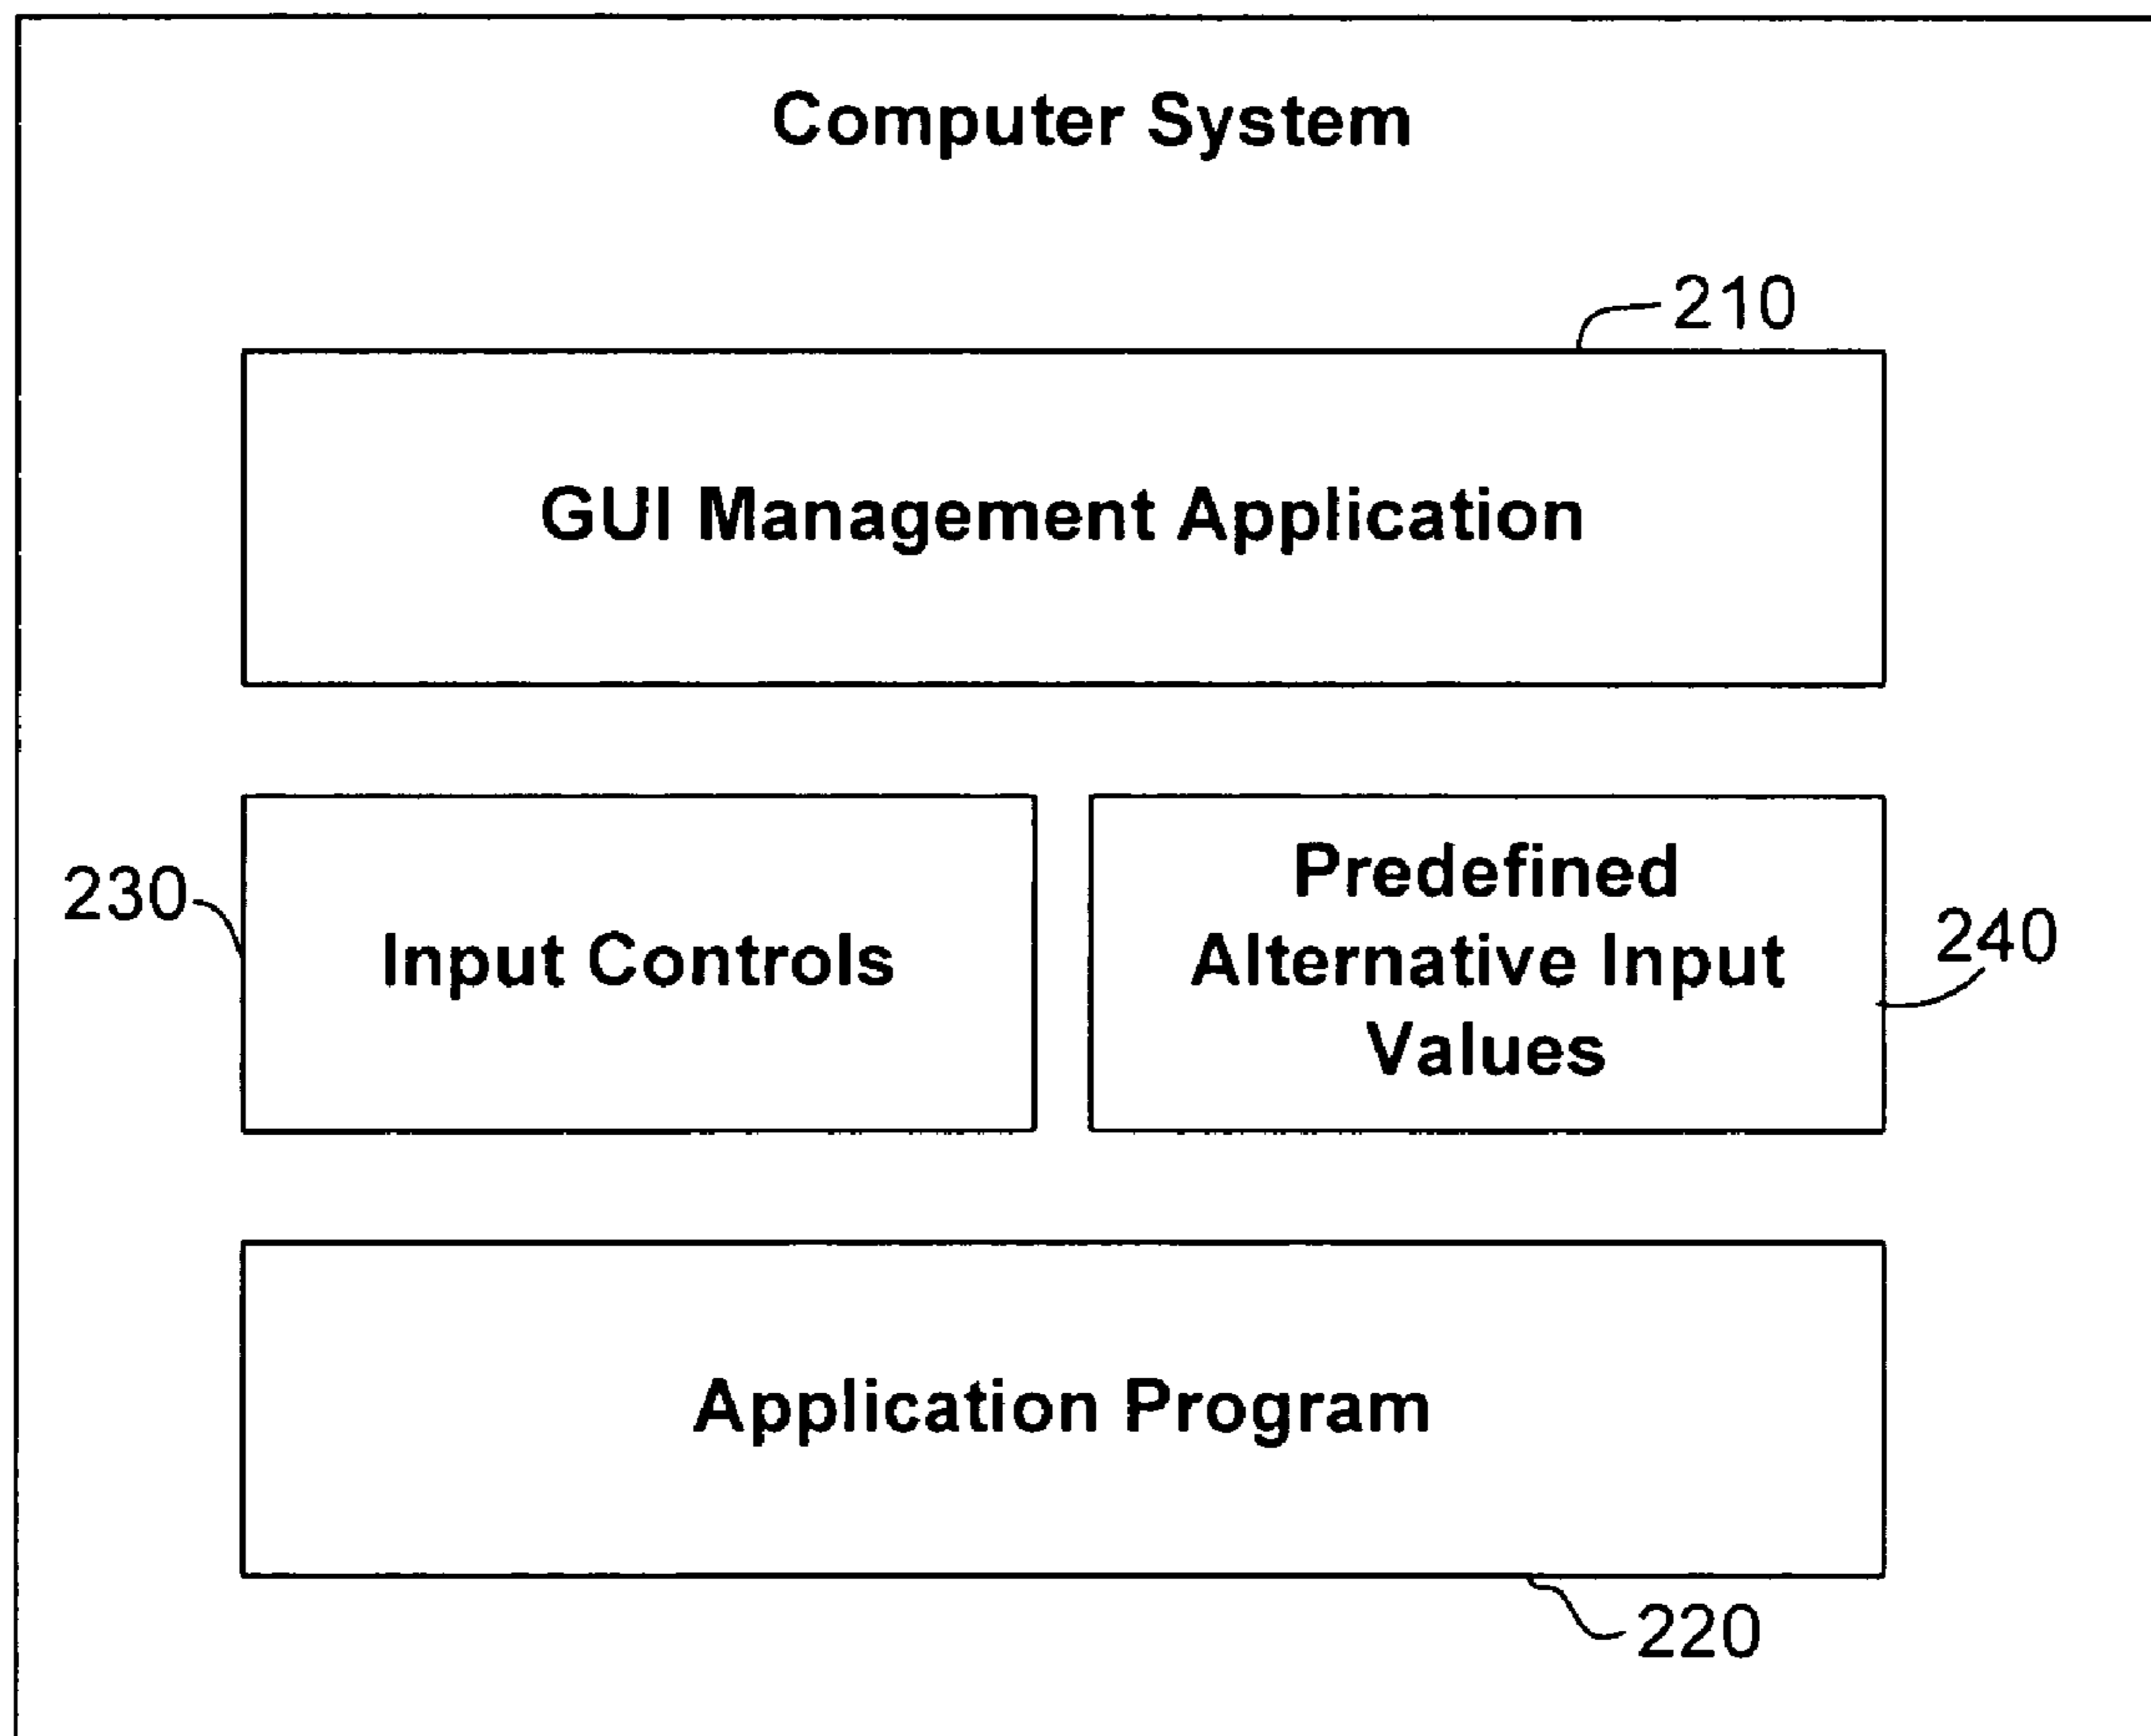 Computer System
210
GUI Management Application
230
Input Controls
Predefined
Alternative Input
Values
240
Application Program
220